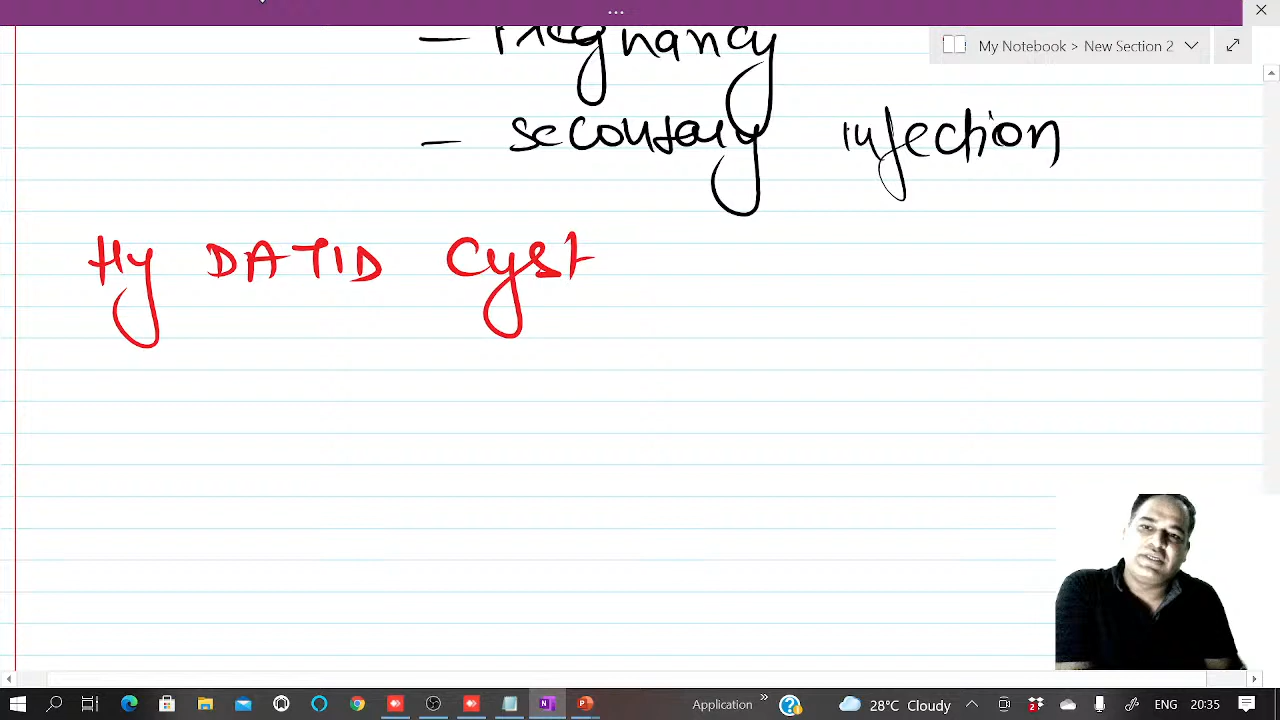 ...
- Pregnancy
My Notebook > New Section 2
- secondary infection
Hy DATID Cyst
Application
»
28°C Cloudy
ENG
20:35